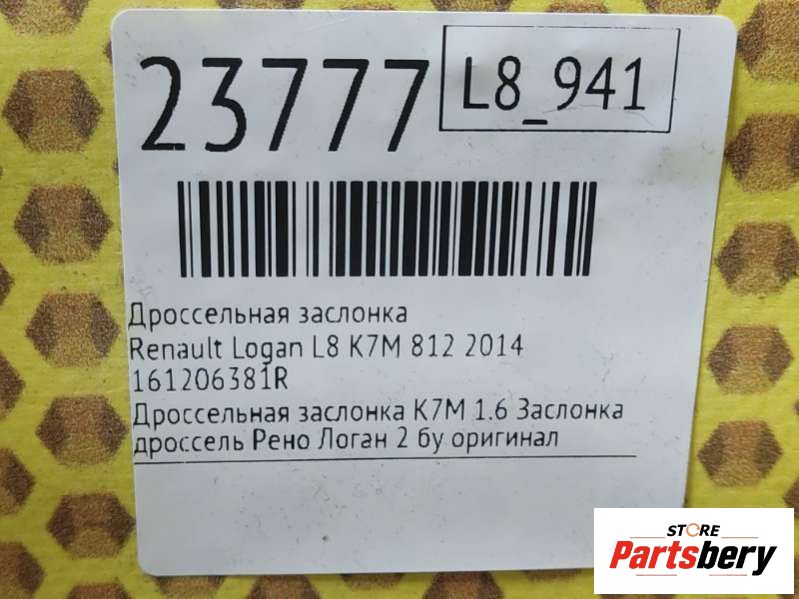 23777
L8_941
Дроссельная заслонка
Renault Logan L8 K7M 812 2014
161206381R
Дроссельная заслонка K7M 1.6 Заслонка
дроссель Рено Логан 2 бу оригинал
STORE
Partsbery